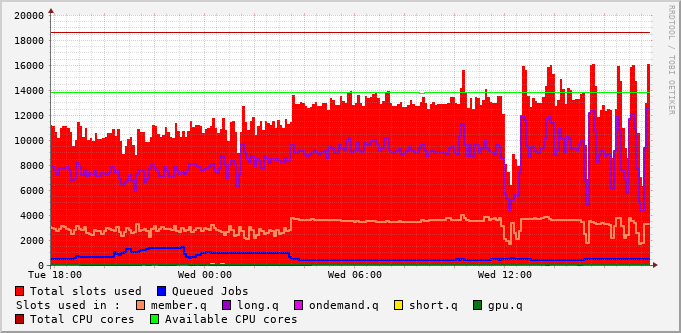 20000
18000
16000
14000
12000
10000
8000
6000
4000
2000
0
Tue 18:00 Wed 00:00 Wed 06:00 Wed 12:00
RRDTOOL / TOBI OETIKER
Total slots used Queued Jobs
Slots used in : member.q long.q ondemand.q short.q gpu.q
Total CPU cores Available CPU cores